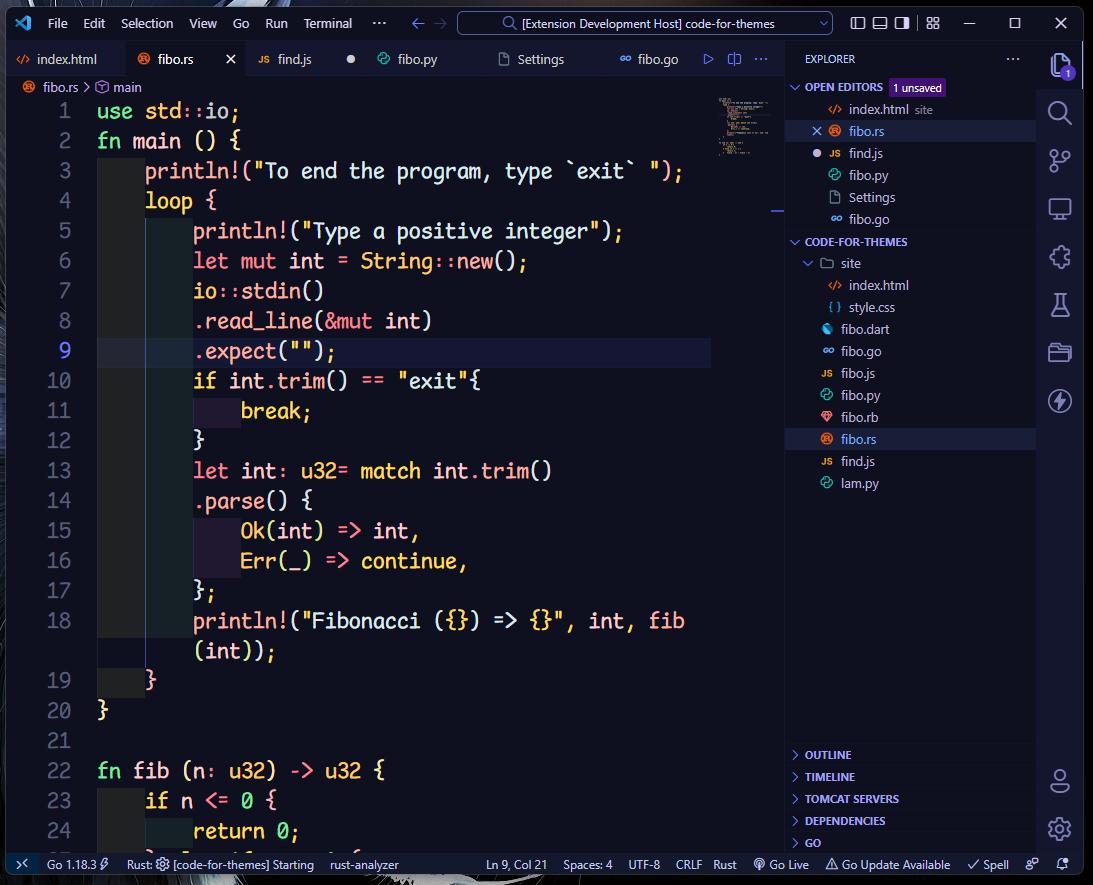 File Edit Selection View Go Run Terminal ··· [Extension Development Host] code-for-themes
index.html fibo.rs JS find.js fibo.py Settings GO fibo.go
fibo.rs > main
1 use std::io;
2 fn main () {
3 println!("To end the program, type `exit` ");
4 loop {
5 println!("Type a positive integer");
6 let mut int = String::new();
7 io::stdin()
8 .read_line(&mut int)
9 .expect("");
10 if int.trim() == "exit"{
11 break;
12 }
13 let int: u32= match int.trim()
14 .parse() {
15 Ok(int) => int,
16 Err(_) => continue,
17 };
18 println!("Fibonacci ({}) => {}", int, fib
(int));
19 }
20 }
21
22 fn fib (n: u32) -> u32 {
23 if n <= 0 {
24 return 0;
EXPLORER ···
OPEN EDITORS 1 unsaved
index.html site
fibo.rs
JS find.js
fibo.py
Settings
GO fibo.go
CODE-FOR-THEMES
site
index.html
style.css
fibo.dart
GO fibo.go
JS fibo.js
fibo.py
fibo.rb
fibo.rs
JS find.js
lam.py
OUTLINE
TIMELINE
TOMCAT SERVERS
DEPENDENCIES
GO
1
Go 1.18.3 Rust: [code-for-themes] Starting rust-analyzer Ln 9, Col 21 Spaces: 4 UTF-8 CRLF Rust Go Live Go Update Available Spell